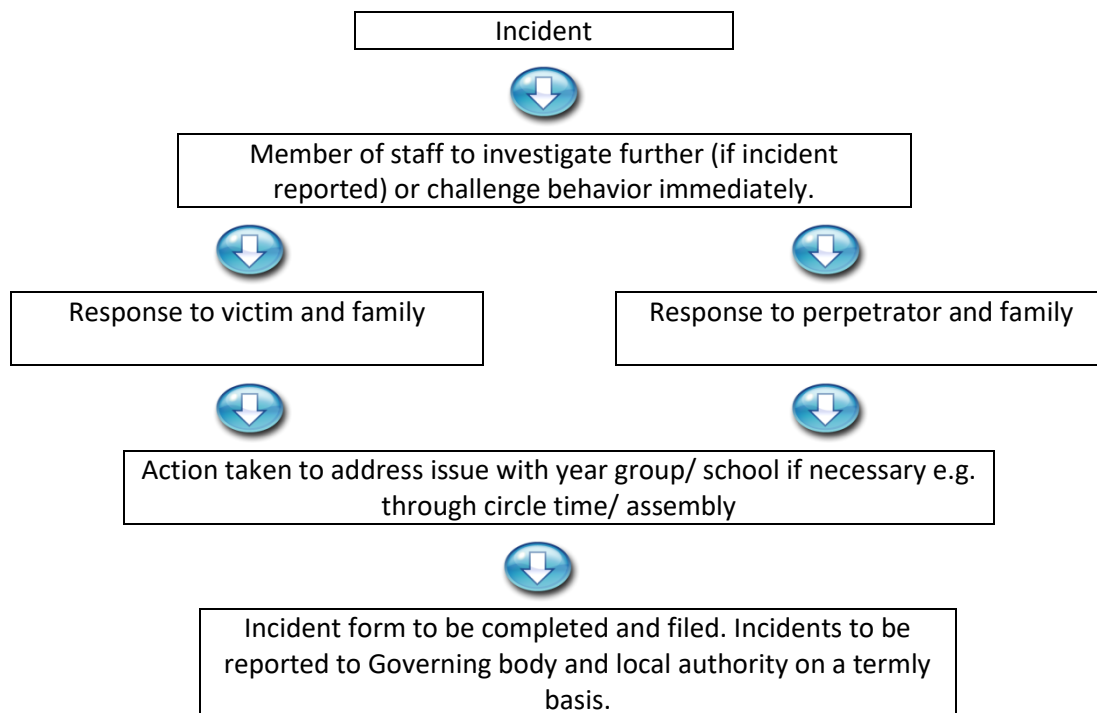 Incident
Member of staff to investigate further (if incident
reported) or challenge behavior immediately.
Response to victim and family
Response to perpetrator and family
Action taken to address issue with year group/ school if necessary e.g.
through circle time/ assembly
Incident form to be completed and filed. Incidents to be
reported to Governing body and local authority on a termly
basis.